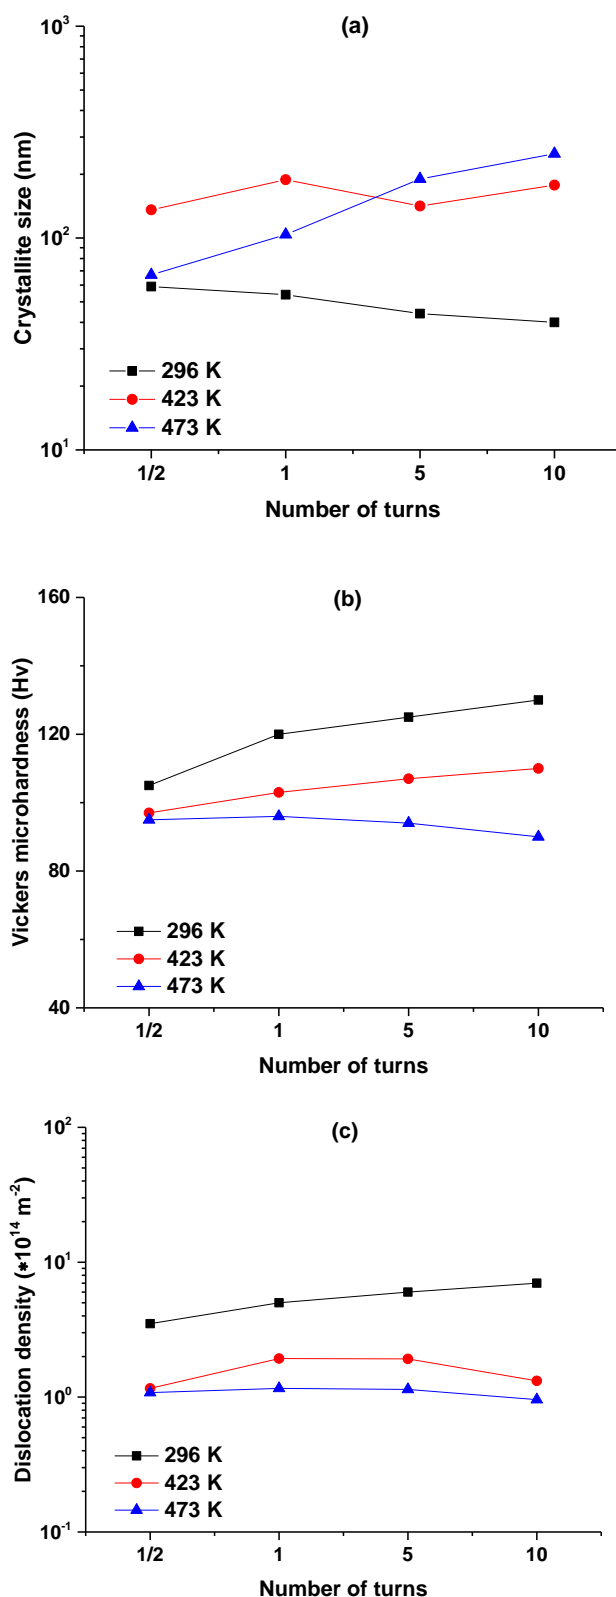 (a)
Crystallite size (nm)
10³
10²
10¹
296 K
423 K
473 K
1/2 1 5 10
Number of turns
(b)
Vickers microhardness (Hv)
160
120
80
40
296 K
423 K
473 K
1/2 1 5 10
Number of turns
(c)
Dislocation density (*10¹⁴ m⁻²)
10²
10¹
10⁰
10⁻¹
296 K
423 K
473 K
1/2 1 5 10
Number of turns